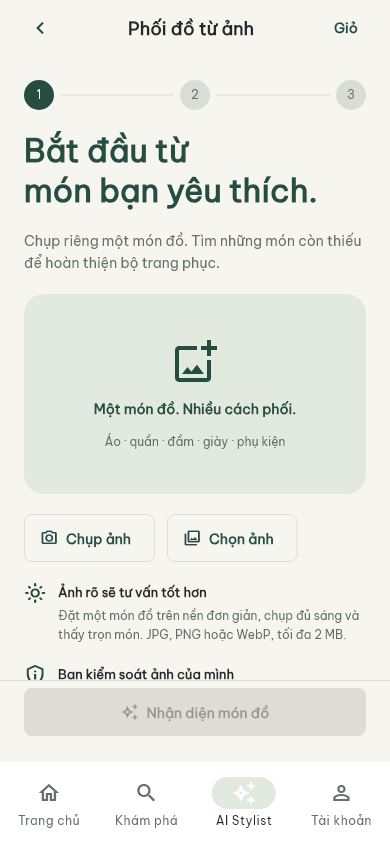 Phối đồ từ ảnh
Giỏ
1
2
3
Bắt đầu từ
món bạn yêu thích.
Chụp riêng một món đồ. Tìm những món còn thiếu
để hoàn thiện bộ trang phục.
Một món đồ. Nhiều cách phối.
Áo · quần · đầm · giày · phụ kiện
Chụp ảnh
Chọn ảnh
Ảnh rõ sẽ tư vấn tốt hơn
Đặt một món đồ trên nền đơn giản, chụp đủ sáng và
thấy trọn món. JPG, PNG hoặc WebP, tối đa 2 MB.
Bạn kiểm soát ảnh của mình
Nhận diện món đồ
Trang chủ
Khám phá
AI Stylist
Tài khoản